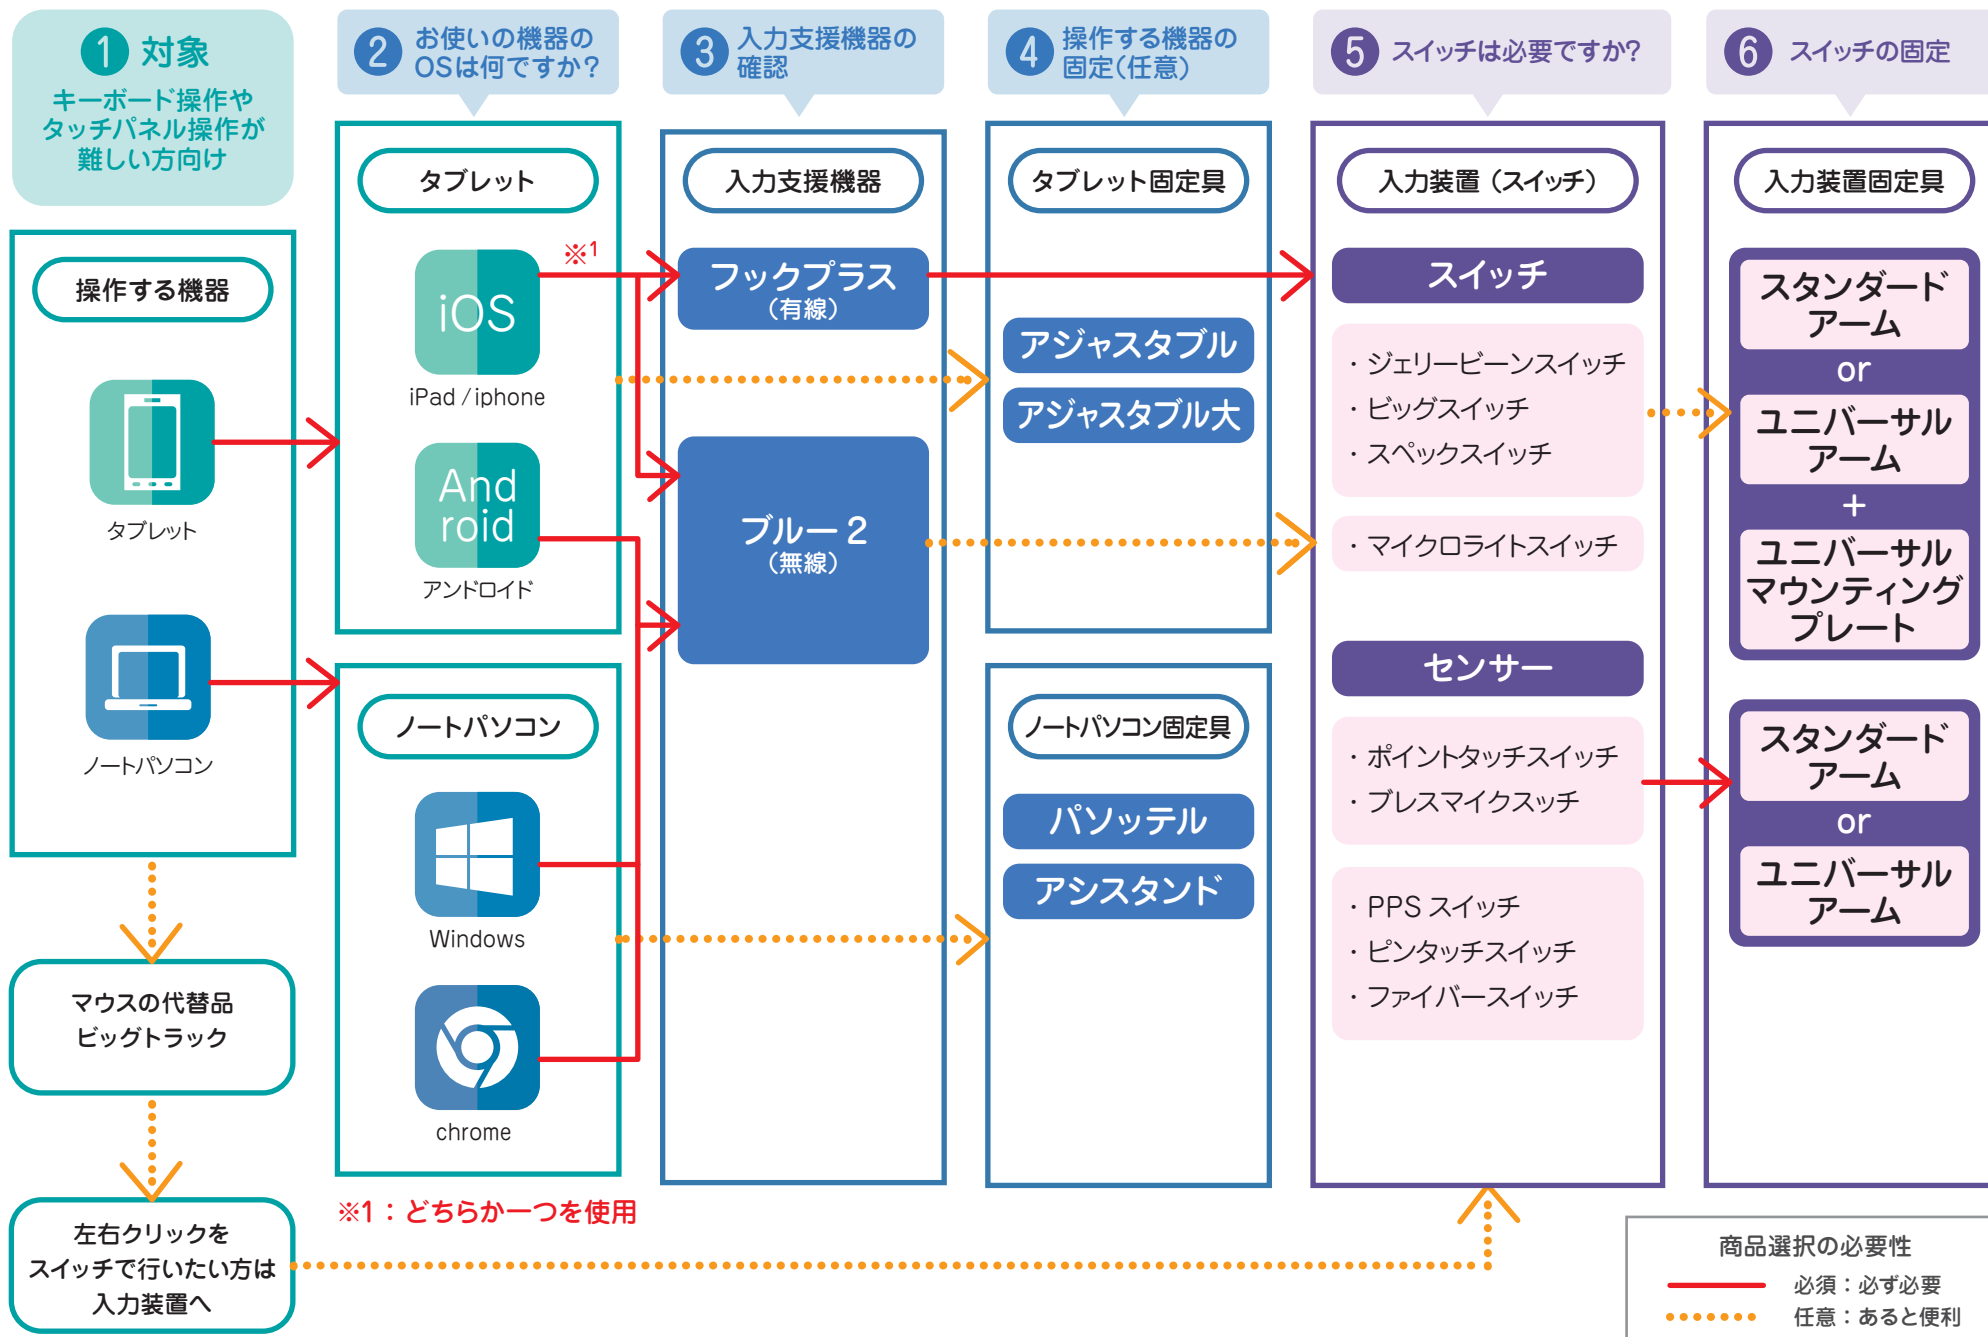 1 対象
キーボード操作や
タッチパネル操作が
難しい方向け
操作する機器
タブレット
ノートパソコン
マウスの代替品
ビッグトラック
左右クリックを
スイッチで行いたい方は
入力装置へ
2 お使いの機器の
OSは何ですか?
タブレット
iOS
※1
iPad / iphone
And
roid
アンドロイド
ノートパソコン
Windows
chrome
※1：どちらか一つを使用
3 入力支援機器の
確認
入力支援機器
フックプラス
（有線）
ブルー 2
（無線）
4 操作する機器の
固定（任意）
タブレット固定具
アジャスタブル
アジャスタブル大
ノートパソコン固定具
パソッテル
アシスタンド
5 スイッチは必要ですか?
入力装置（スイッチ）
スイッチ
・ジェリービーンスイッチ
・ビッグスイッチ
・スペックスイッチ
・マイクロライトスイッチ
センサー
・ポイントタッチスイッチ
・ブレスマイクスッチ
・PPS スイッチ
・ピンタッチスイッチ
・ファイバースイッチ
6 スイッチの固定
入力装置固定具
スタンダード
アーム
or
ユニバーサル
アーム
+
ユニバーサル
マウンティング
プレート
スタンダード
アーム
or
ユニバーサル
アーム
商品選択の必要性
必須：必ず必要
任意：あると便利